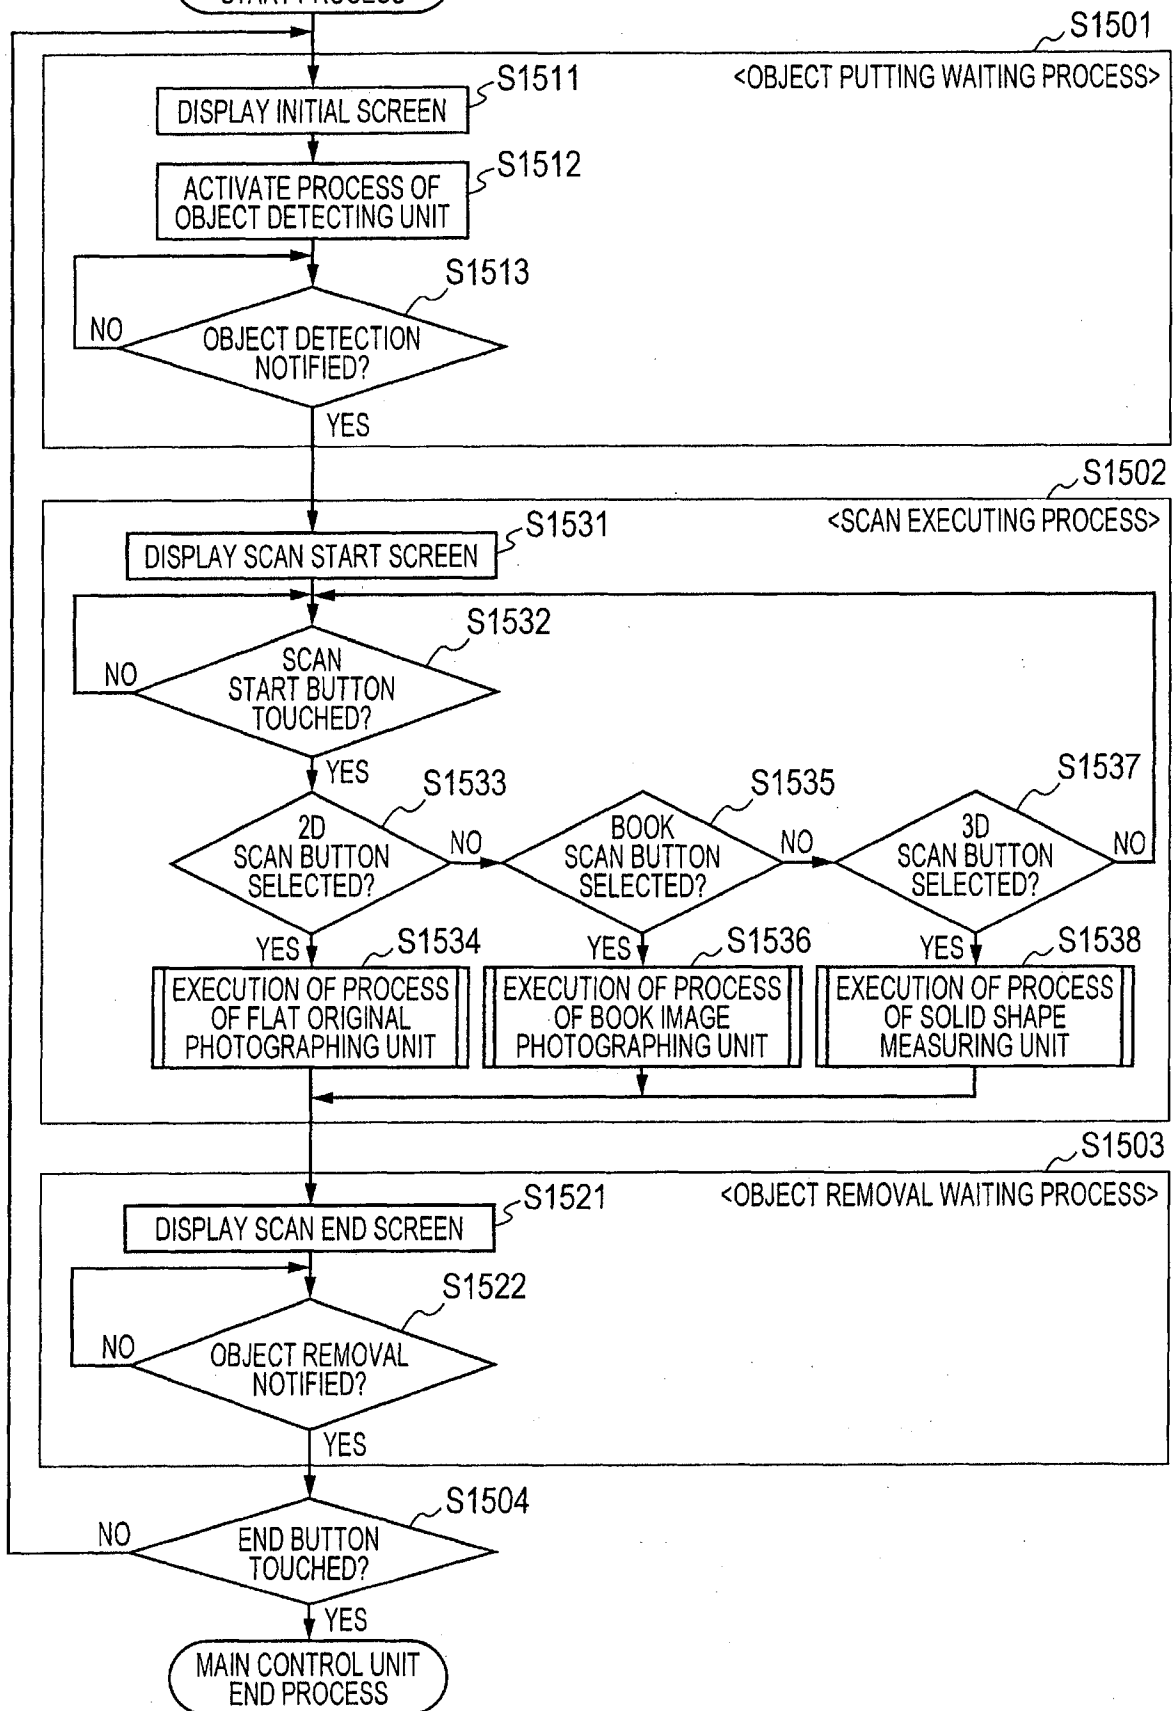 START PROCESS
S1501
<OBJECT PUTTING WAITING PROCESS>
S1511
DISPLAY INITIAL SCREEN
S1512
ACTIVATE PROCESS OF
OBJECT DETECTING UNIT
S1513
NO
OBJECT DETECTION
NOTIFIED?
YES
S1502
<SCAN EXECUTING PROCESS>
S1531
DISPLAY SCAN START SCREEN
S1532
NO
SCAN
START BUTTON
TOUCHED?
YES
S1533
2D
SCAN BUTTON
SELECTED?
NO
S1535
BOOK
SCAN BUTTON
SELECTED?
NO
S1537
3D
SCAN BUTTON
SELECTED?
NO
YES
S1534
EXECUTION OF PROCESS
OF FLAT ORIGINAL
PHOTOGRAPHING UNIT
YES
S1536
EXECUTION OF PROCESS
OF BOOK IMAGE
PHOTOGRAPHING UNIT
YES
S1538
EXECUTION OF PROCESS
OF SOLID SHAPE
MEASURING UNIT
S1503
<OBJECT REMOVAL WAITING PROCESS>
S1521
DISPLAY SCAN END SCREEN
S1522
NO
OBJECT REMOVAL
NOTIFIED?
YES
S1504
NO
END BUTTON
TOUCHED?
YES
MAIN CONTROL UNIT
END PROCESS